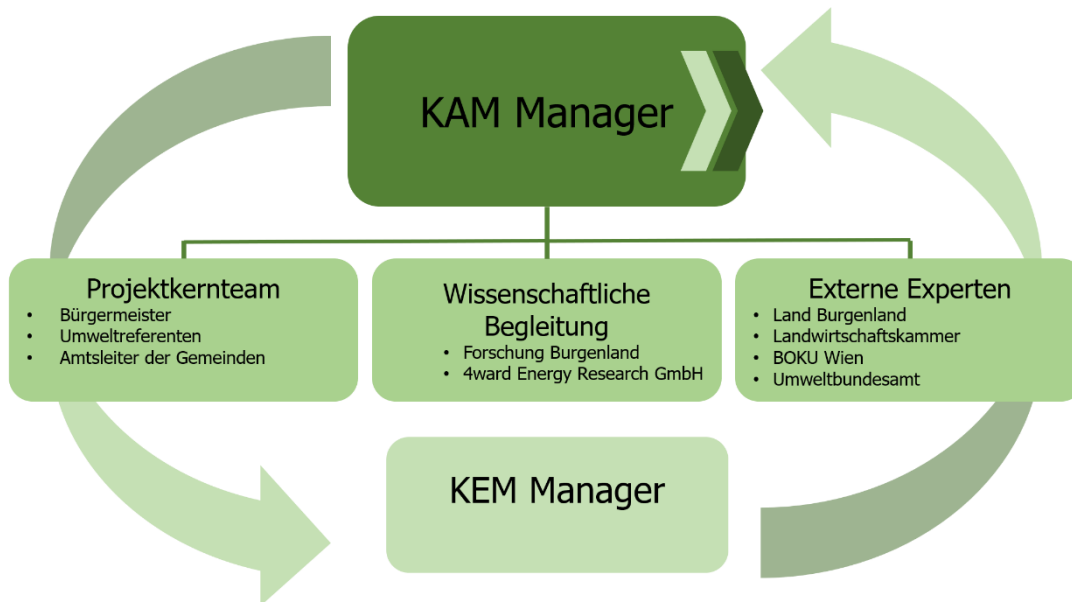 KAM Manager
Projektkernteam
• Bürgermeister
• Umweltreferenten
• Amtsleiter der Gemeinden
Wissenschaftliche
Begleitung
• Forschung Burgenland
• 4ward Energy Research GmbH
Externe Experten
• Land Burgenland
• Landwirtschaftskammer
• BOKU Wien
• Umweltbundesamt
KEM Manager